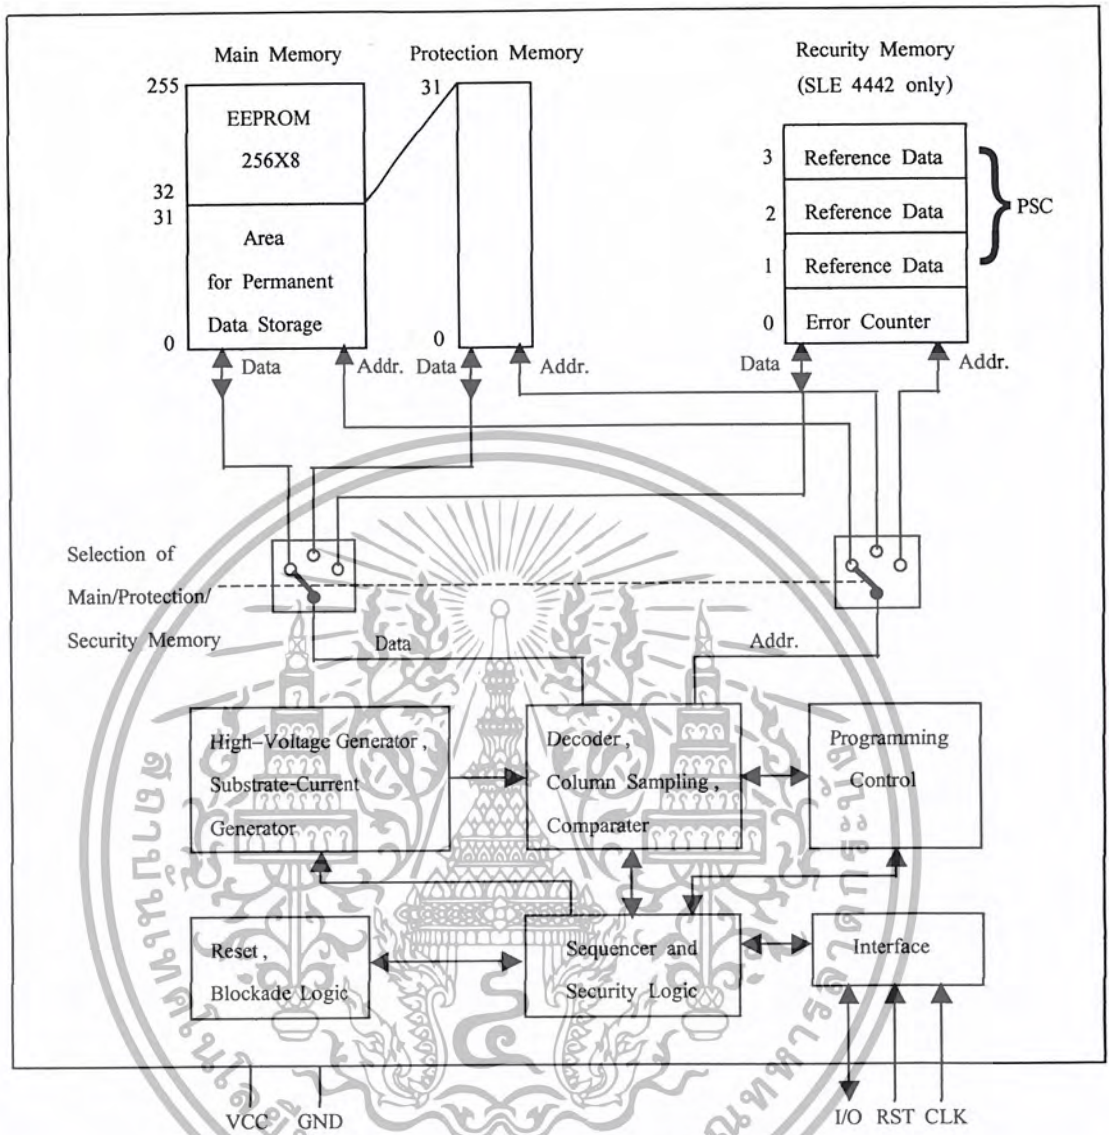 Main Memory
Protection Memory
Recurity Memory
(SLE 4442 only)
255
EEPROM
256X8
32
31
Area
for Permanent
Data Storage
0
31
0
3
Reference Data
2
Reference Data
1
Reference Data
0
Error Counter
PSC
Data
Addr.
Data
Addr.
Data
Addr.
Selection of
Main/Protection/
Security Memory
Data
Addr.
High-Voltage Generator,
Substrate-Current
Generator
Decoder,
Column Sampling,
Comparater
Programming
Control
Reset,
Blockade Logic
Sequencer and
Security Logic
Interface
VCC
GND
I/O
RST
CLK